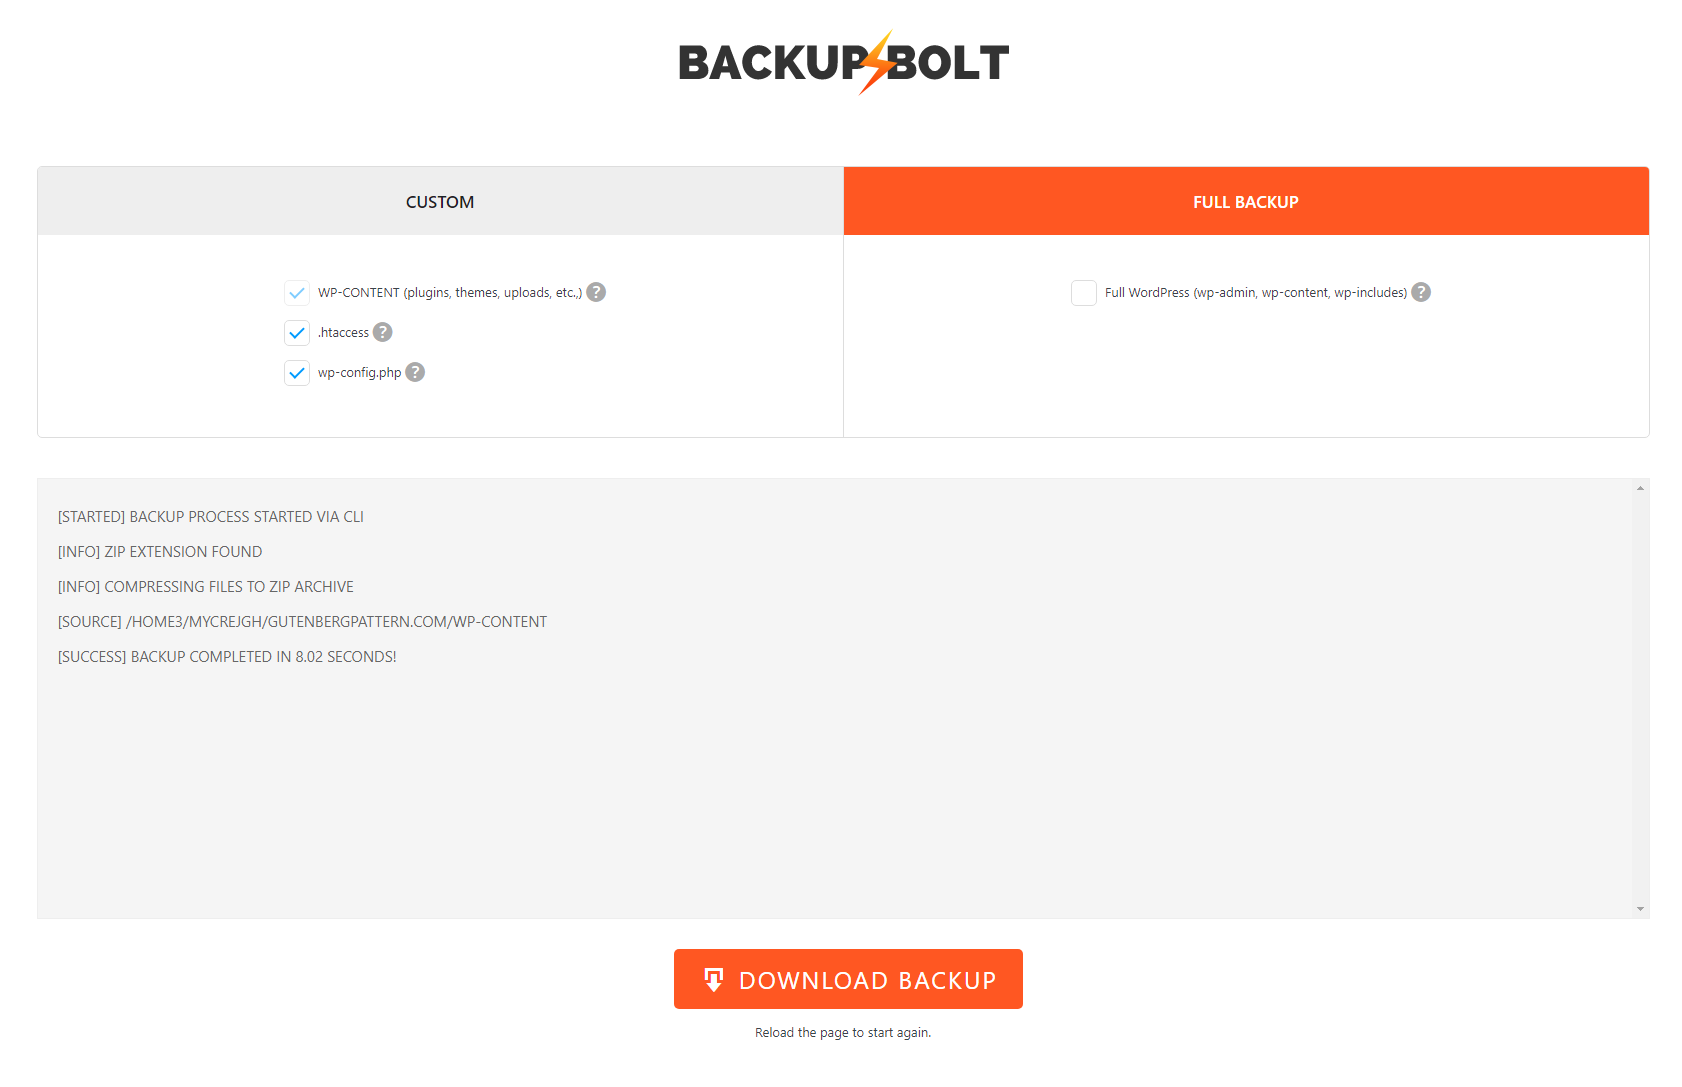 BACKUP BOLT
CUSTOM
FULL BACKUP
WP-CONTENT (plugins, themes, uploads, etc.,) ?
.htaccess ?
wp-config.php ?
Full WordPress (wp-admin, wp-content, wp-includes) ?
[STARTED] BACKUP PROCESS STARTED VIA CLI
[INFO] ZIP EXTENSION FOUND
[INFO] COMPRESSING FILES TO ZIP ARCHIVE
[SOURCE] /HOME3/MYCREJGH/GUTENBERGPATTERN.COM/WP-CONTENT
[SUCCESS] BACKUP COMPLETED IN 8.02 SECONDS!
DOWNLOAD BACKUP
Reload the page to start again.